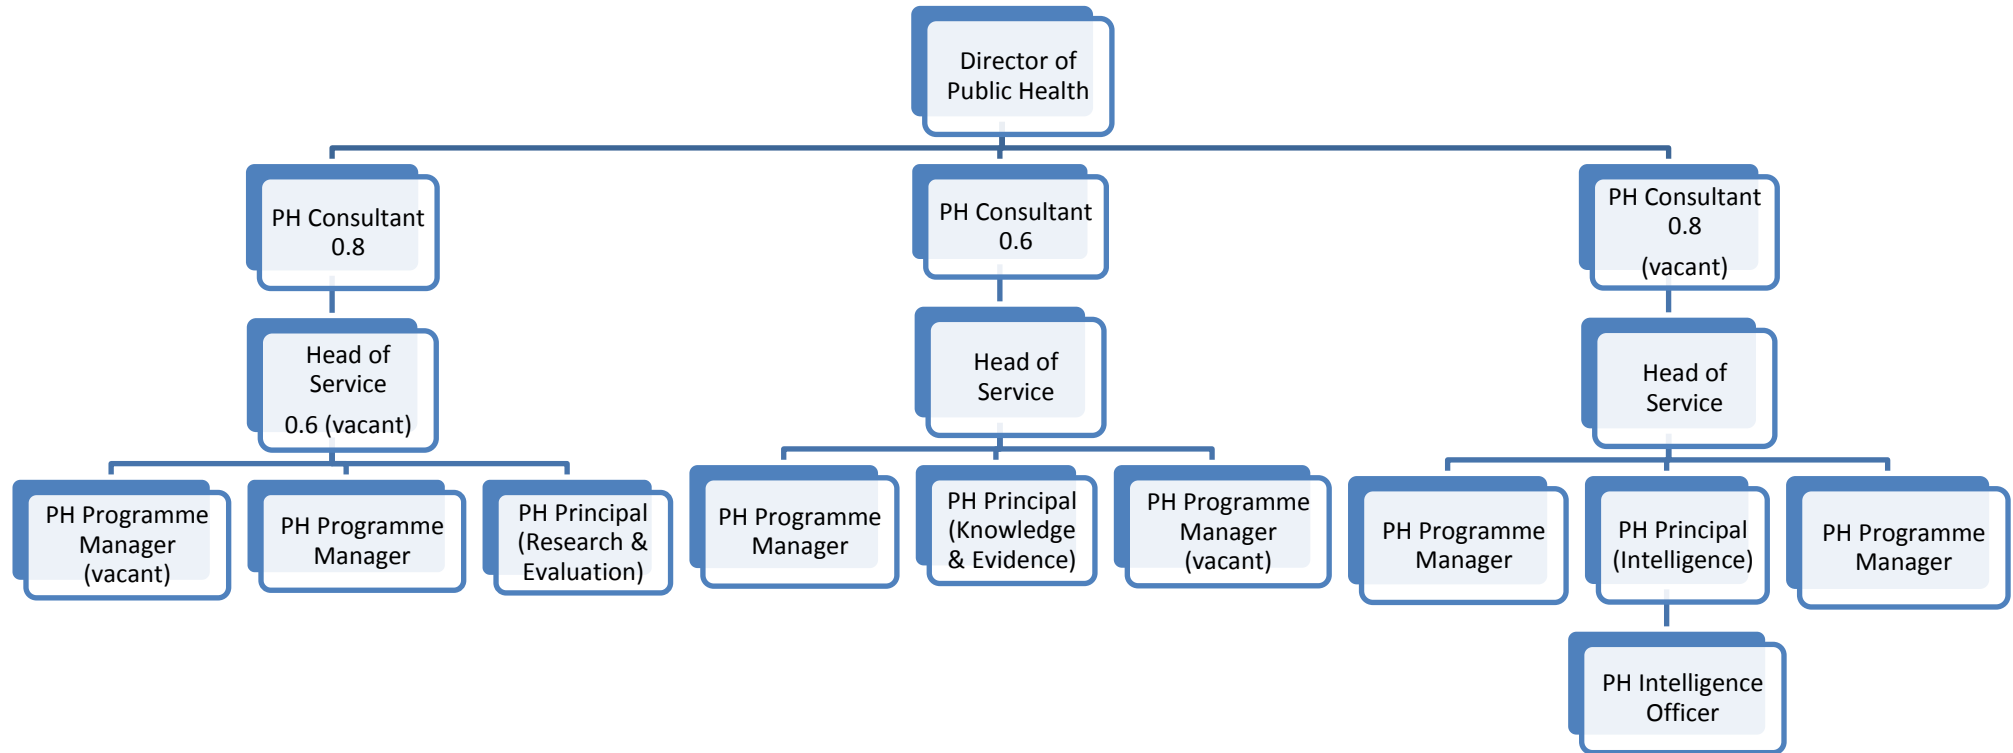 Director of
Public Health
PH Consultant
0.8
PH Consultant
0.6
PH Consultant
0.8
(vacant)
Head of
Service
0.6 (vacant)
Head of
Service
Head of
Service
PH Programme
Manager
(vacant)
PH Programme
Manager
PH Principal
(Research &
Evaluation)
PH Programme
Manager
PH Principal
(Knowledge
& Evidence)
PH Programme
Manager
(vacant)
PH Programme
Manager
PH Principal
(Intelligence)
PH Programme
Manager
PH Intelligence
Officer